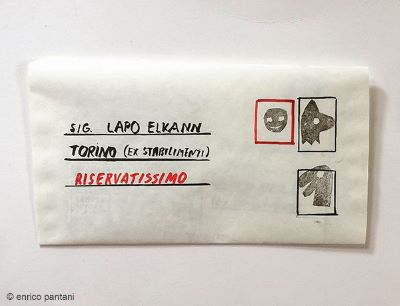 SIG. LAPO ELKANN
TORINO (EX STABILIMENTI)
RISERVATISSIMO
© enrico pantani